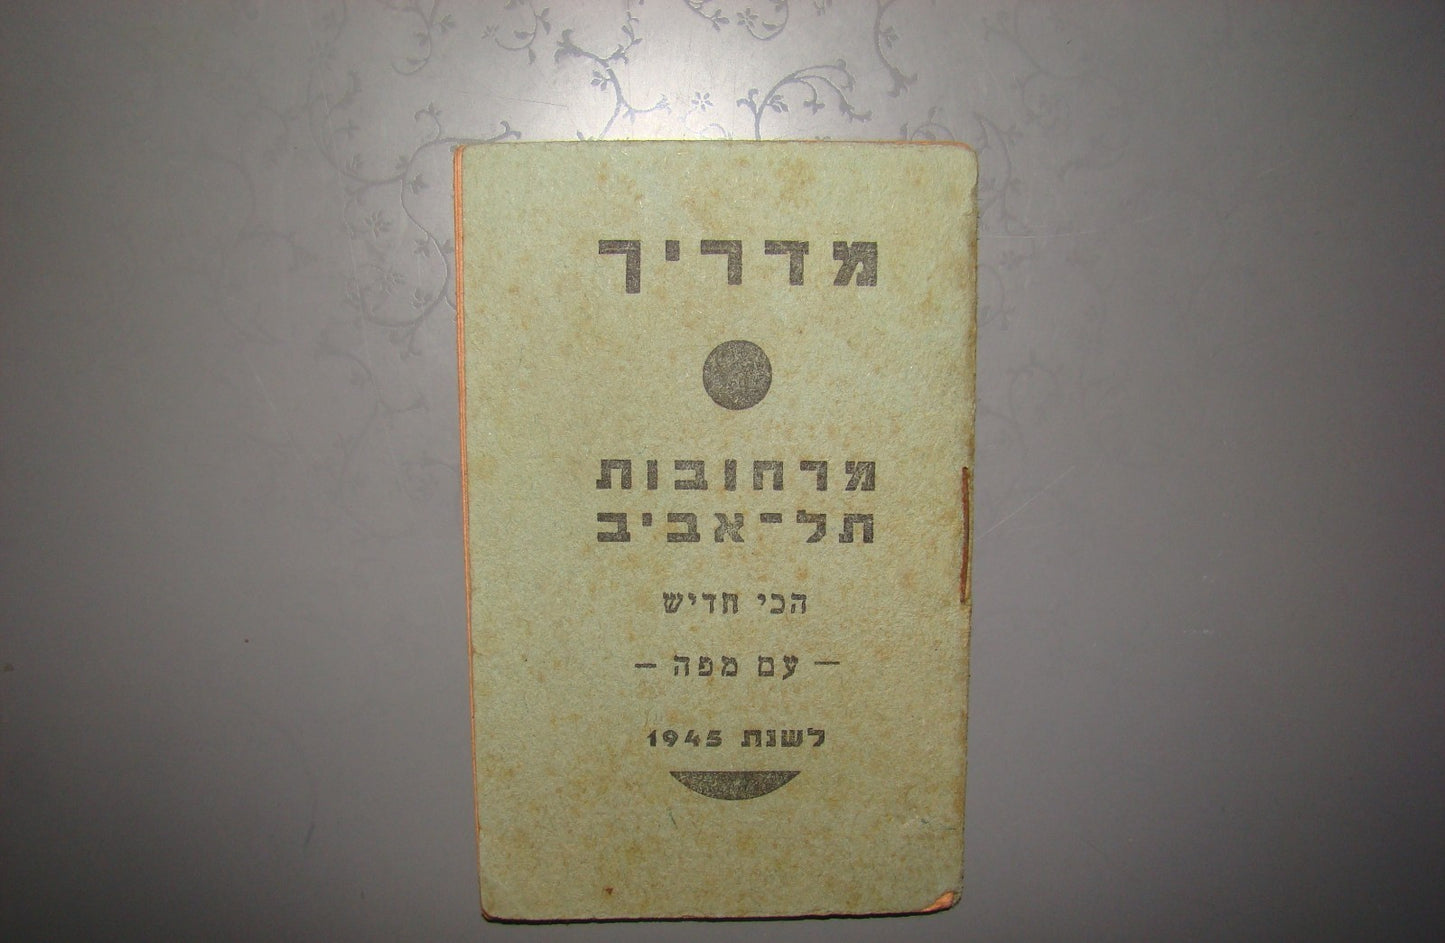 מדריך
מרחובות
תל־אביב
הכי חדיש
— עם מפה —
לשנת 1945